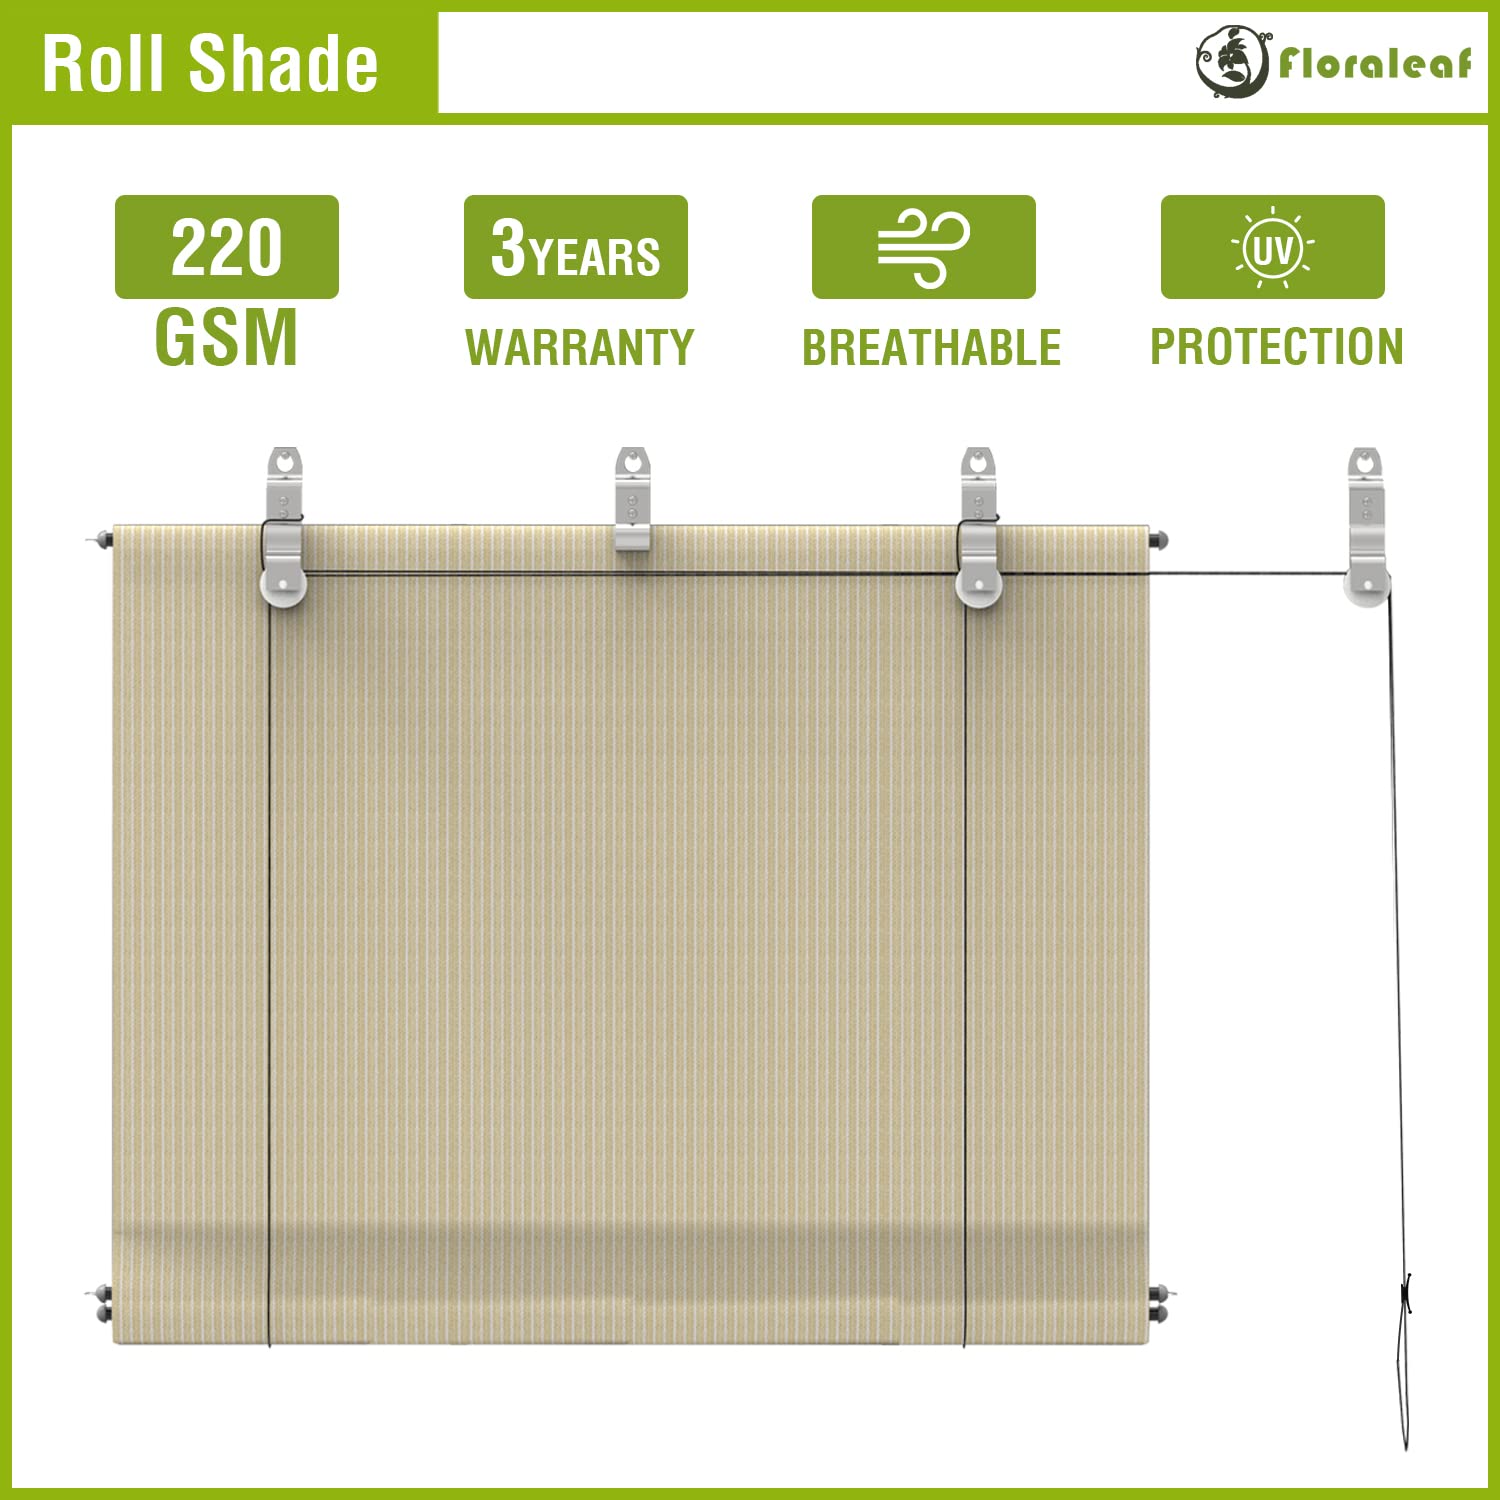 Roll Shade
Floraleaf
220
GSM
3YEARS
WARRANTY
BREATHABLE
UV
PROTECTION